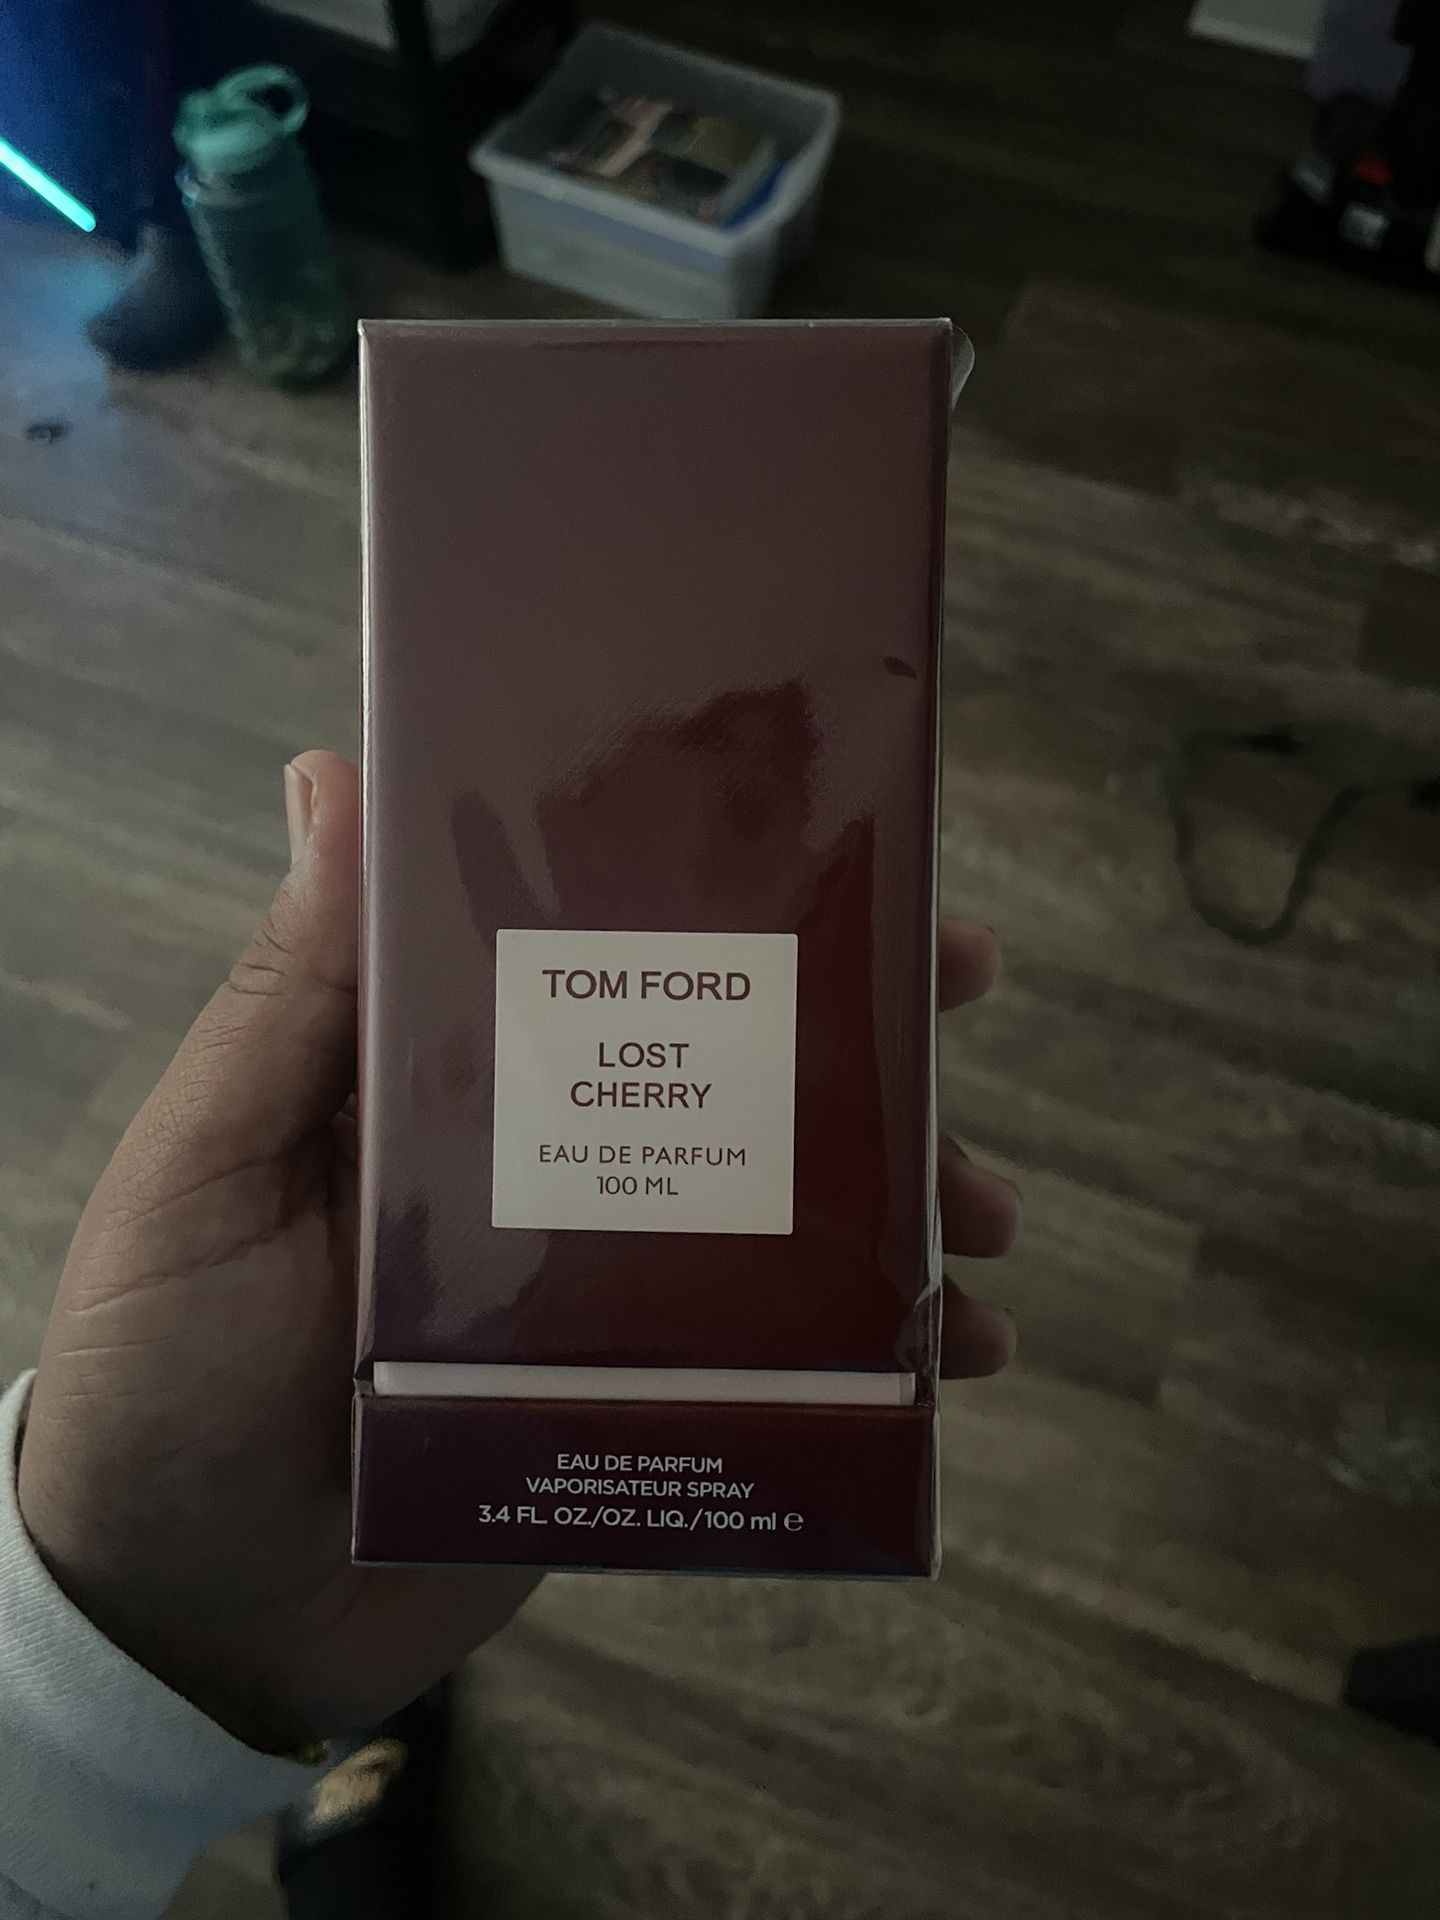 TOM FORD
LOST
CHERRY
EAU DE PARFUM
100 ML
EAU DE PARFUM
VAPORISATEUR SPRAY
3.4 FL. OZ./OZ. LIQ./100 ml ℮